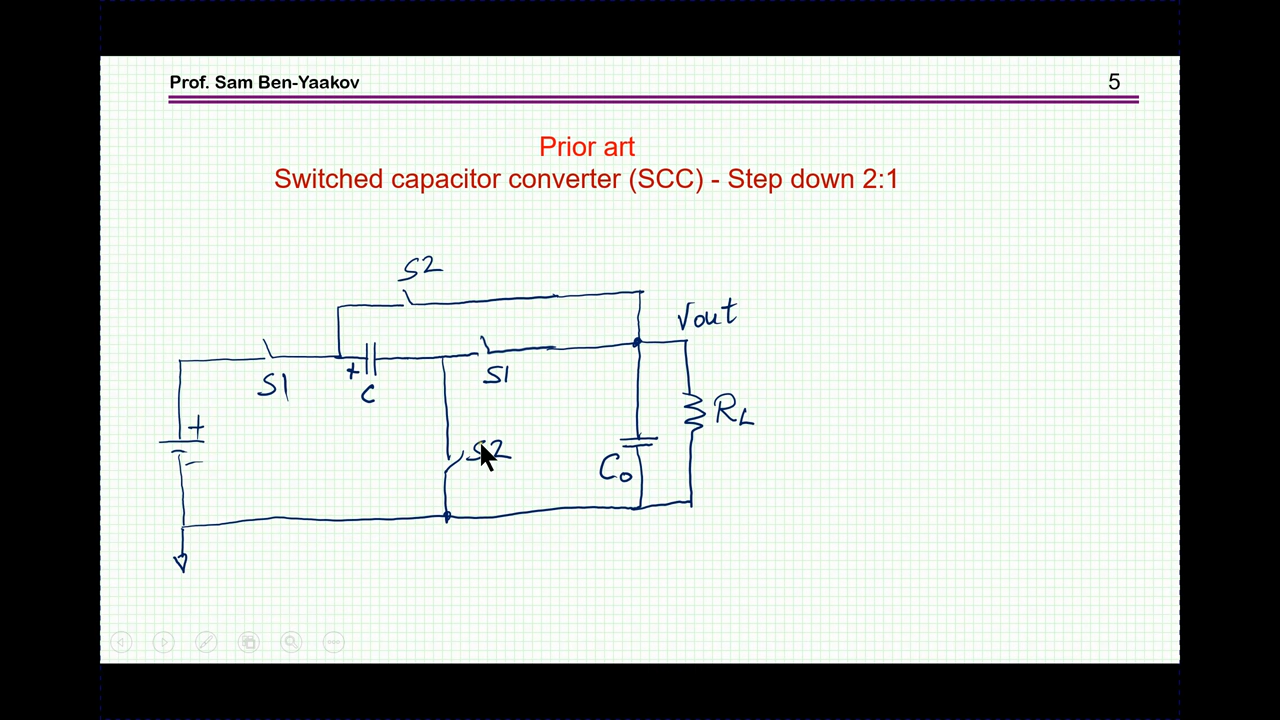 Prof. Sam Ben-Yaakov
5
Prior art
Switched capacitor converter (SCC) - Step down 2:1
S2
Vout
S1
+
C
S1
+
-
S2
Co
RL